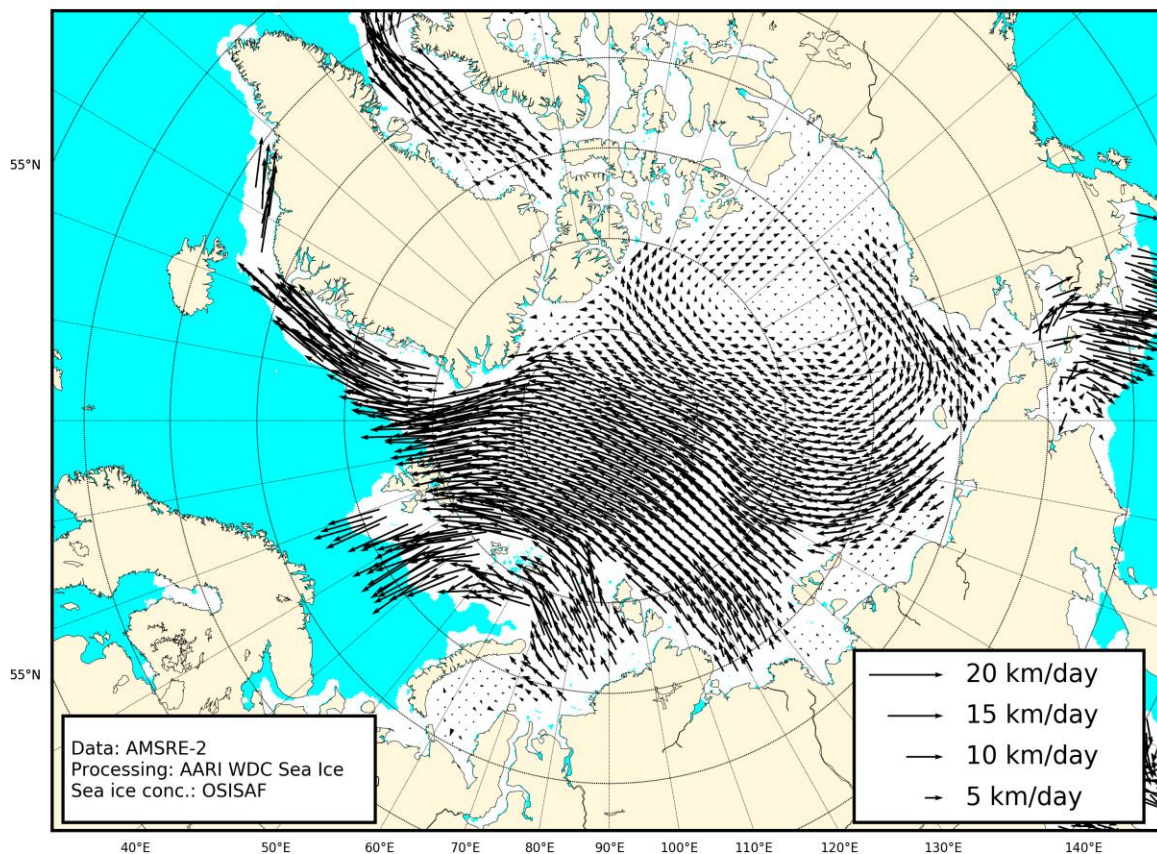 55°N
55°N
Data: AMSRE-2
Processing: AARI WDC Sea Ice
Sea ice conc.: OSISAF
20 km/day
15 km/day
10 km/day
5 km/day
40°E 50°E 60°E 70°E 80°E 90°E 100°E 110°E 120°E 130°E 140°E